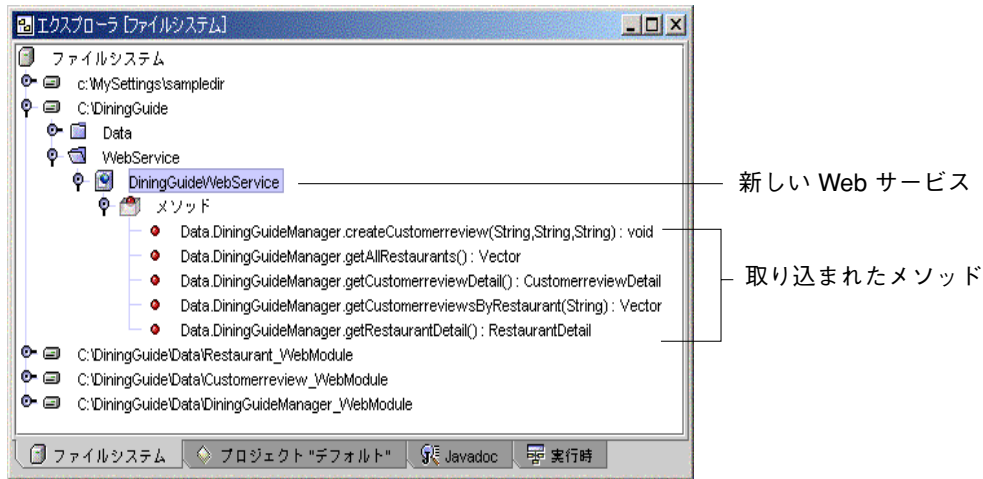 エクスプローラ [ファイルシステム]
ファイルシステム
c:\MySettings\sampledir
C:\DiningGuide
Data
WebService
DiningGuideWebService
新しい Web サービス
メソッド
Data.DiningGuideManager.createCustomerreview(String,String,String) : void
Data.DiningGuideManager.getAllRestaurants() : Vector
Data.DiningGuideManager.getCustomerreviewDetail() : CustomerreviewDetail
取り込まれたメソッド
Data.DiningGuideManager.getCustomerreviewsByRestaurant(String) : Vector
Data.DiningGuideManager.getRestaurantDetail() : RestaurantDetail
C:\DiningGuide\Data\Restaurant_WebModule
C:\DiningGuide\Data\Customerreview_WebModule
C:\DiningGuide\Data\DiningGuideManager_WebModule
ファイルシステム
プロジェクト "デフォルト"
Javadoc
実行時